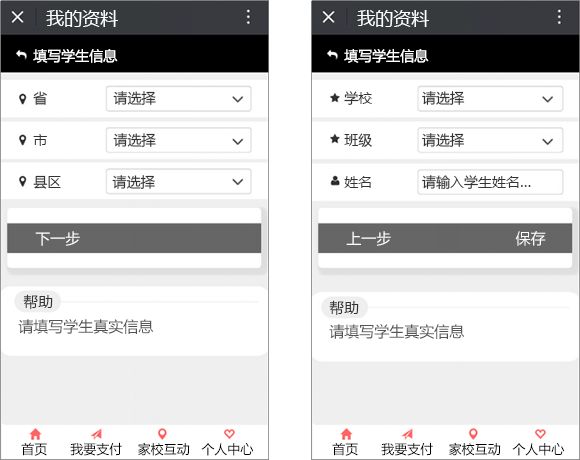 我的资料
填写学生信息
省 请选择
市 请选择
县区 请选择
下一步
帮助
请填写学生真实信息
首页 我要支付 家校互动 个人中心
我的资料
填写学生信息
学校 请选择
班级 请选择
姓名 请输入学生姓名...
上一步 保存
帮助
请填写学生真实信息
首页 我要支付 家校互动 个人中心